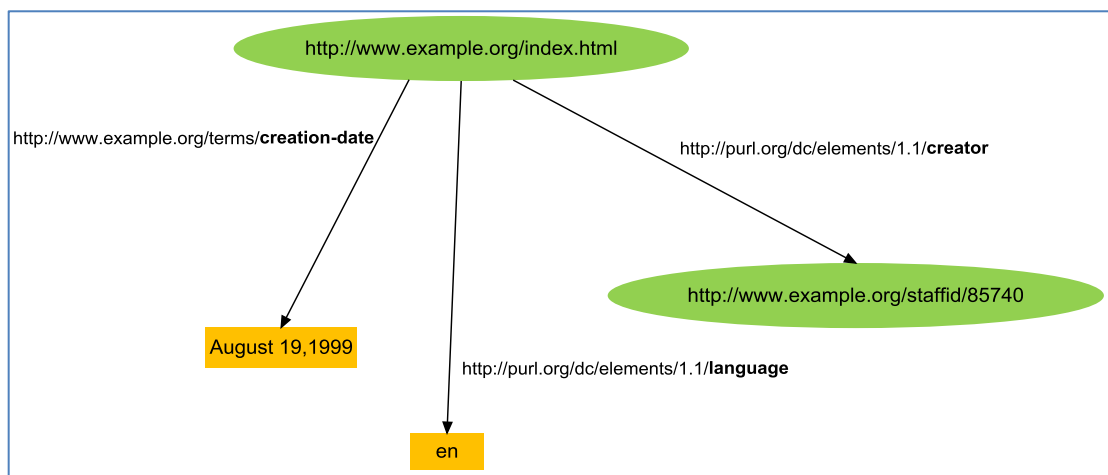 http://www.example.org/index.html
http://www.example.org/terms/creation-date
http://purl.org/dc/elements/1.1/creator
http://www.example.org/staffid/85740
August 19,1999
http://purl.org/dc/elements/1.1/language
en